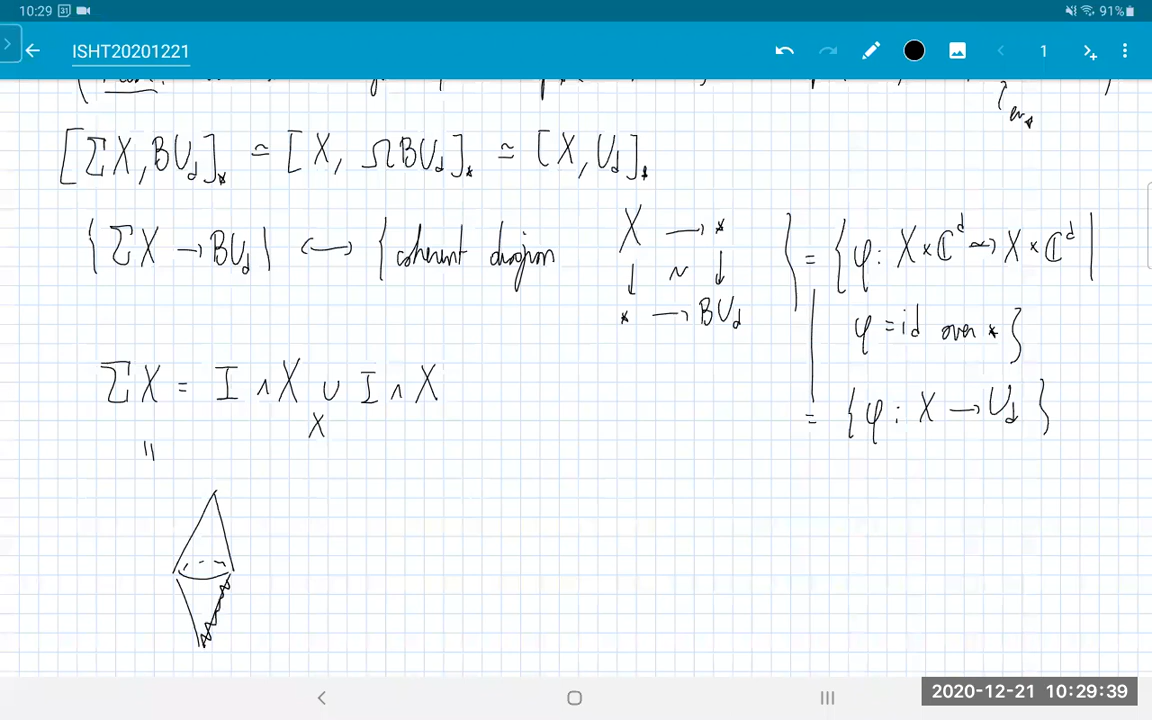 10:29 31 91%
ISHT20201221 1
[ΣX, BU_d]_* ≃ [X, ΩBU_d]_* ≃ [X, U_d]_*
{ΣX → BU_d} ↔ {coherent diagram X → * ↓ ~ ↓ * → BU_d} = {φ: X × ℂ^d ⥲ X × ℂ^d |
φ = id over *}
ΣX = I ∧ X ∪_X I ∧ X
= {φ: X → U_d}
"
2020-12-21 10:29:39